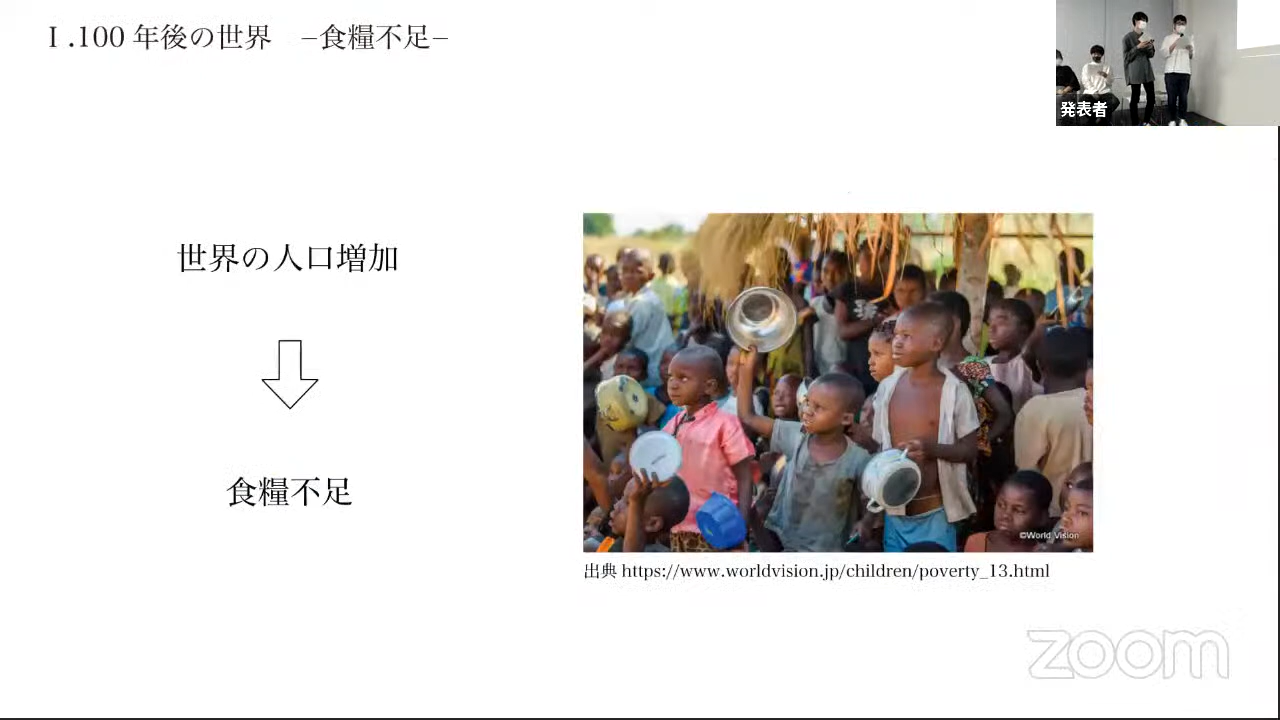 Ⅰ.100 年後の世界　–食糧不足–
発表者
世界の人口増加
食糧不足
©World Vision
出典 https://www.worldvision.jp/children/poverty_13.html
zoom